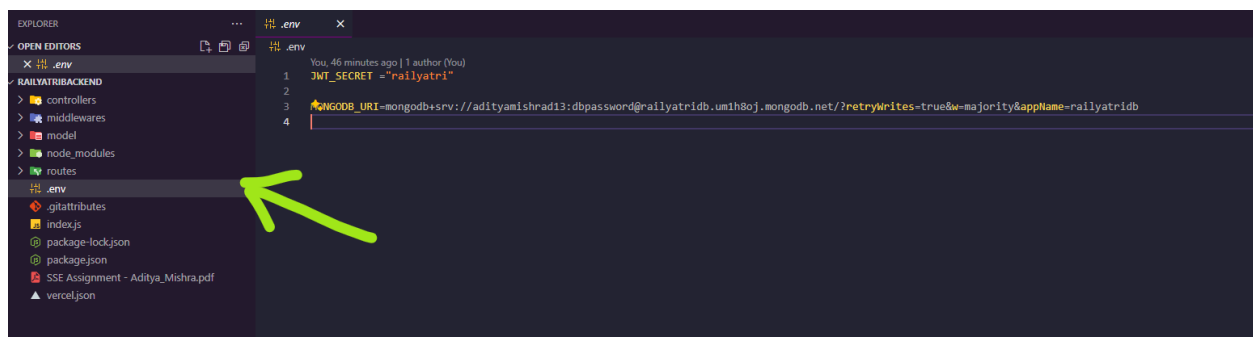 EXPLORER
OPEN EDITORS
.env
RAILYATRIBACKEND
controllers
middlewares
model
node_modules
routes
.env
.gitattributes
index.js
package-lock.json
package.json
SSE Assignment - Aditya_Mishra.pdf
vercel.json
.env
.env
You, 46 minutes ago | 1 author (You)
1 JWT_SECRET ="railyatri"
2
3 MONGODB_URI=mongodb+srv://adityamishrad13:dbpassword@railyatridb.um1h8oj.mongodb.net/?retryWrites=true&w=majority&appName=railyatridb
4